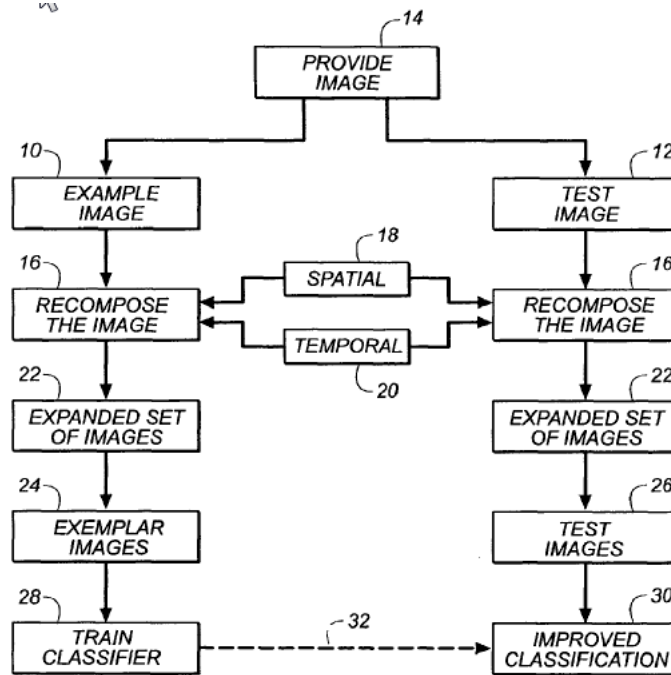 14
PROVIDE
IMAGE
10
12
EXAMPLE
IMAGE
TEST
IMAGE
16
18
16
SPATIAL
RECOMPOSE
THE IMAGE
RECOMPOSE
THE IMAGE
TEMPORAL
22
20
22
EXPANDED SET
OF IMAGES
EXPANDED SET
OF IMAGES
24
26
EXEMPLAR
IMAGES
TEST
IMAGES
28
32
30
TRAIN
CLASSIFIER
IMPROVED
CLASSIFICATION